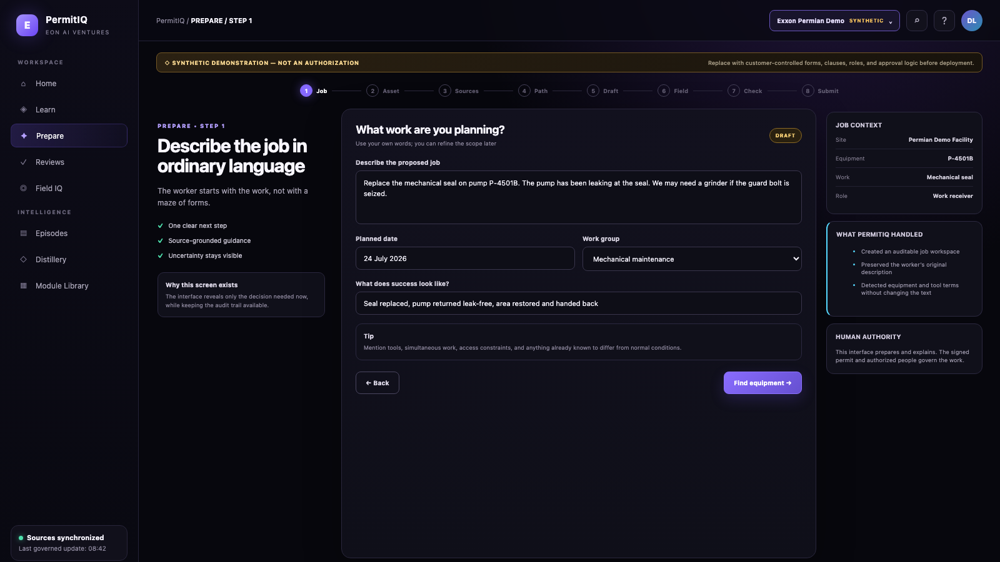 E
PermitIQ
EON AI VENTURES
WORKSPACE
Home
Learn
Prepare
Reviews
Field IQ
INTELLIGENCE
Episodes
Distillery
Module Library
Sources synchronized
Last governed update: 08:42
PermitIQ / PREPARE / STEP 1
Exxon Permian Demo SYNTHETIC
?
DL
SYNTHETIC DEMONSTRATION — NOT AN AUTHORIZATION
Replace with customer-controlled forms, clauses, roles, and approval logic before deployment.
1 Job
2 Asset
3 Sources
4 Path
5 Draft
6 Field
7 Check
8 Submit
PREPARE • STEP 1
Describe the job in
ordinary language
The worker starts with the work, not with a
maze of forms.
✓ One clear next step
✓ Source-grounded guidance
✓ Uncertainty stays visible
Why this screen exists
The interface reveals only the decision needed now,
while keeping the audit trail available.
What work are you planning?
Use your own words; you can refine the scope later
DRAFT
Describe the proposed job
Replace the mechanical seal on pump P-4501B. The pump has been leaking at the seal. We may need a grinder if the guard bolt is
seized.
Planned date
24 July 2026
Work group
Mechanical maintenance
What does success look like?
Seal replaced, pump returned leak-free, area restored and handed back
Tip
Mention tools, simultaneous work, access constraints, and anything already known to differ from normal conditions.
← Back
Find equipment →
JOB CONTEXT
Site Permian Demo Facility
Equipment P-4501B
Work Mechanical seal
Role Work receiver
WHAT PERMITIQ HANDLED
• Created an auditable job workspace
• Preserved the worker's original
description
• Detected equipment and tool terms
without changing the text
HUMAN AUTHORITY
This interface prepares and explains. The signed
permit and authorized people govern the work.